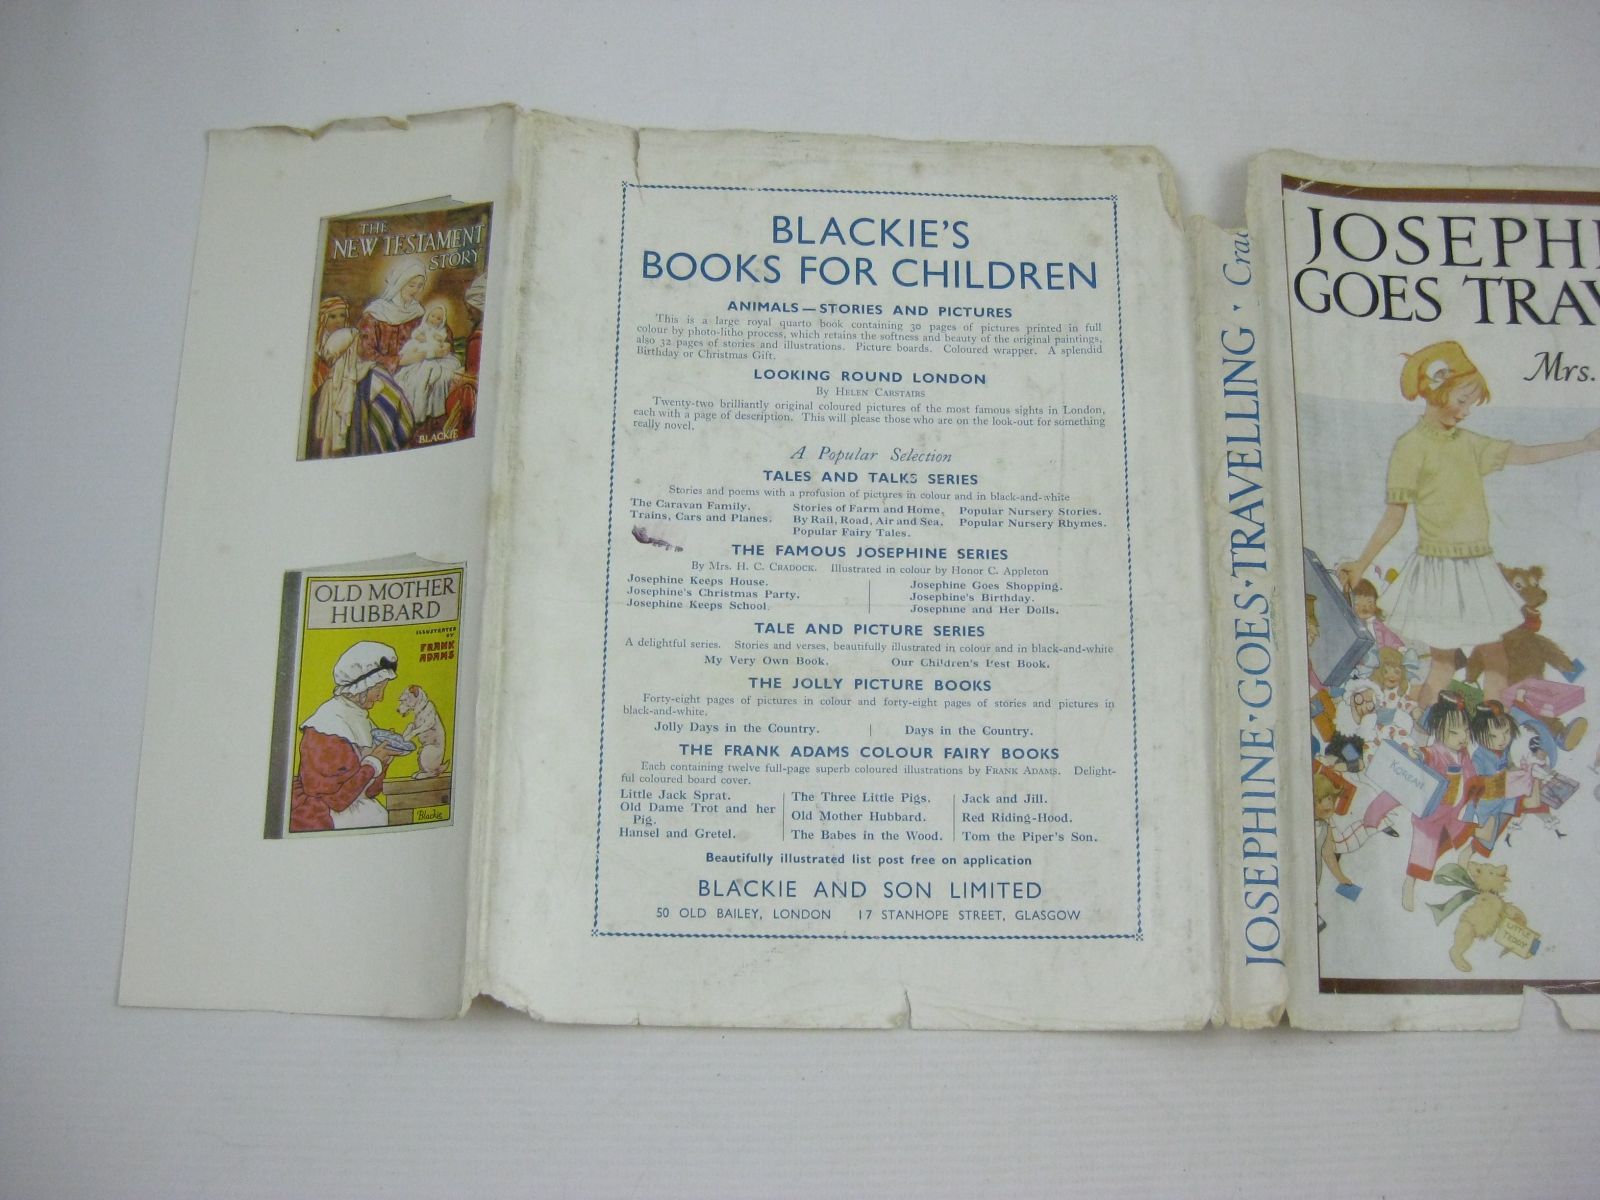 THE
NEW TESTAMENT
STORY
BLACKIE
OLD MOTHER
HUBBARD
ILLUSTRATED
BY
FRANK
ADAMS
Blackie
BLACKIE'S
BOOKS FOR CHILDREN
ANIMALS — STORIES AND PICTURES
This is a large royal quarto book containing 30 pages of pictures printed in full
colour by photo-litho process, which retains the softness and beauty of the original paintings,
also 32 pages of stories and illustrations. Picture boards. Coloured wrapper. A splendid
Birthday or Christmas Gift.
LOOKING ROUND LONDON
By HELEN CARSTAIRS
Twenty-two brilliantly original coloured pictures of the most famous sights in London,
each with a page of description. This will please those who are on the look-out for something
really novel.
A Popular Selection
TALES AND TALKS SERIES
Stories and poems with a profusion of pictures in colour and in black-and-white
The Caravan Family. Stories of Farm and Home. Popular Nursery Stories.
Trains, Cars and Planes. By Rail, Road, Air and Sea. Popular Nursery Rhymes.
Popular Fairy Tales.
THE FAMOUS JOSEPHINE SERIES
By Mrs. H. C. CRADOCK. Illustrated in colour by Honor C. Appleton
Josephine Keeps House. Josephine Goes Shopping.
Josephine's Christmas Party. Josephine's Birthday.
Josephine Keeps School. Josephine and Her Dolls.
TALE AND PICTURE SERIES
A delightful series. Stories and verses, beautifully illustrated in colour and in black-and-white
My Very Own Book. Our Children's Best Book.
THE JOLLY PICTURE BOOKS
Forty-eight pages of pictures in colour and forty-eight pages of stories and pictures in
black-and-white.
Jolly Days in the Country. Days in the Country.
THE FRANK ADAMS COLOUR FAIRY BOOKS
Each containing twelve full-page superb coloured illustrations by FRANK ADAMS. Delight-
ful coloured board cover.
Little Jack Sprat. The Three Little Pigs. Jack and Jill.
Old Dame Trot and her Pig. Old Mother Hubbard. Red Riding-Hood.
Hansel and Gretel. The Babes in the Wood. Tom the Piper's Son.
Beautifully illustrated list post free on application
BLACKIE AND SON LIMITED
50 OLD BAILEY, LONDON 17 STANHOPE STREET, GLASGOW
JOSEPHINE · GOES · TRAVELLING · Crad
JOSEPHI
GOES TRAV
Mrs.
KOREAN
LITTLE
TEDDY